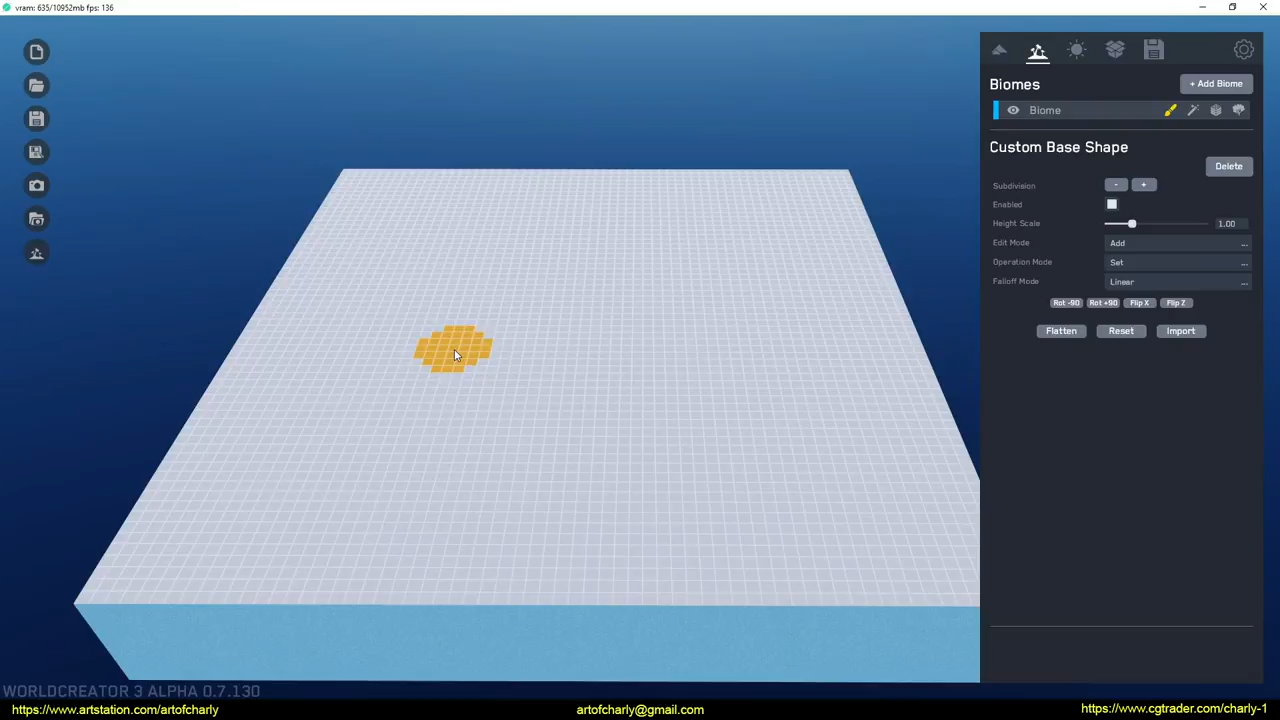 vram: 635/10952mb fps: 136
Biomes
+ Add Biome
Biome
Custom Base Shape
Delete
Subdivision
-
+
Enabled
Height Scale
1.00
Edit Mode
Add
...
Operation Mode
Set
...
Falloff Mode
Linear
...
Rot -90
Rot +90
Flip X
Flip Z
Flatten
Reset
Import
WORLDCREATOR 3 ALPHA 0.7.130
https://www.artstation.com/artofcharly
artofcharly@gmail.com
https://www.cgtrader.com/charly-1